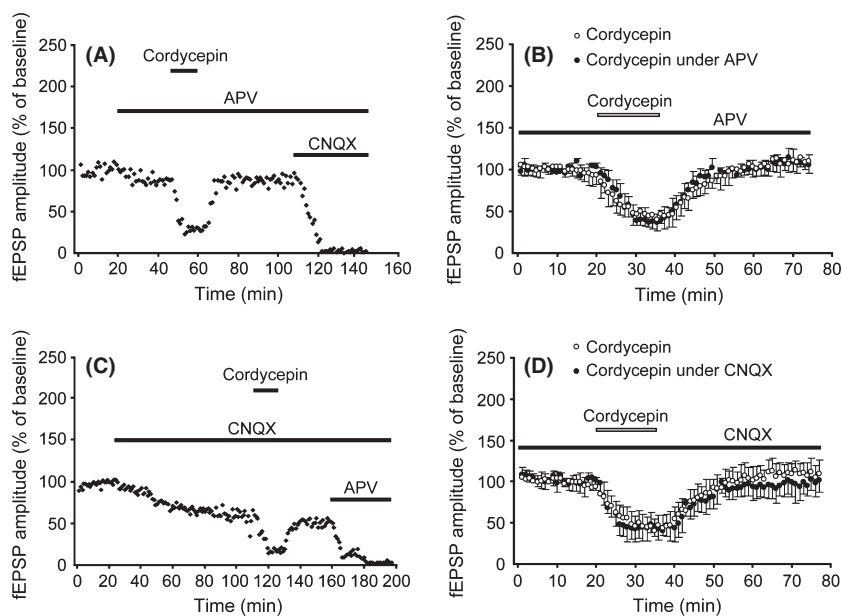 (A)
fEPSP amplitude (% of baseline)
250
200
150
100
50
0
Cordycepin
APV
CNQX
0 20 40 60 80 100 120 140 160
Time (min)
(B)
fEPSP amplitude (% of baseline)
250
200
150
100
50
0
Cordycepin
Cordycepin under APV
Cordycepin
APV
0 10 20 30 40 50 60 70 80
Time (min)
(C)
fEPSP amplitude (% of baseline)
250
200
150
100
50
0
Cordycepin
CNQX
APV
0 20 40 60 80 100 120 140 160 180 200
Time (min)
(D)
fEPSP amplitude (% of baseline)
250
200
150
100
50
0
Cordycepin
Cordycepin under CNQX
Cordycepin
CNQX
0 10 20 30 40 50 60 70 80
Time (min)